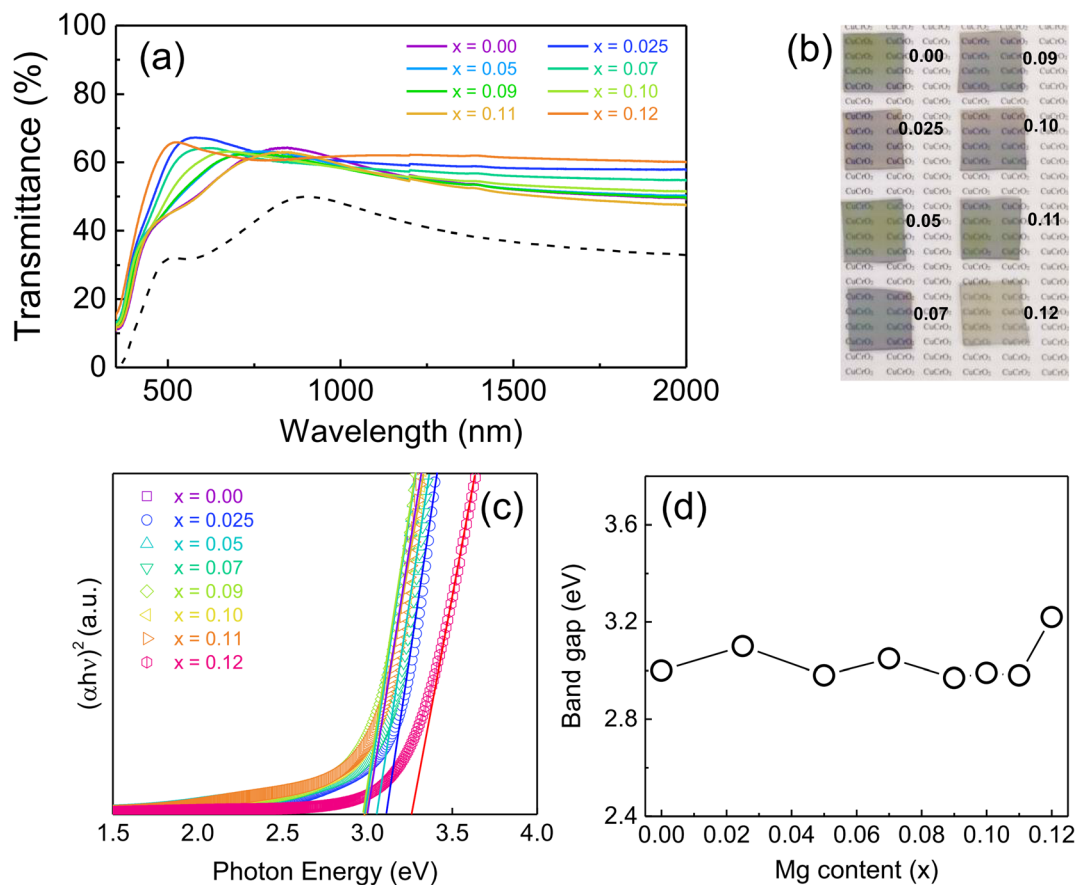 (a)
Transmittance (%)
100
80
60
40
20
0
x = 0.00
x = 0.025
x = 0.05
x = 0.07
x = 0.09
x = 0.10
x = 0.11
x = 0.12
500
1000
1500
2000
Wavelength (nm)
(b)
CuCrO₂ CuCrO₂ CuCrO₂ CuCrO₂ CuCrO₂ CuCrO₂
0.00
0.09
0.025
0.10
0.05
0.11
0.07
0.12
(c)
(αhν)² (a.u.)
x = 0.00
x = 0.025
x = 0.05
x = 0.07
x = 0.09
x = 0.10
x = 0.11
x = 0.12
1.5 2.0 2.5 3.0 3.5 4.0
Photon Energy (eV)
(d)
Band gap (eV)
3.6
3.2
2.8
2.4
0.00 0.02 0.04 0.06 0.08 0.10 0.12
Mg content (x)